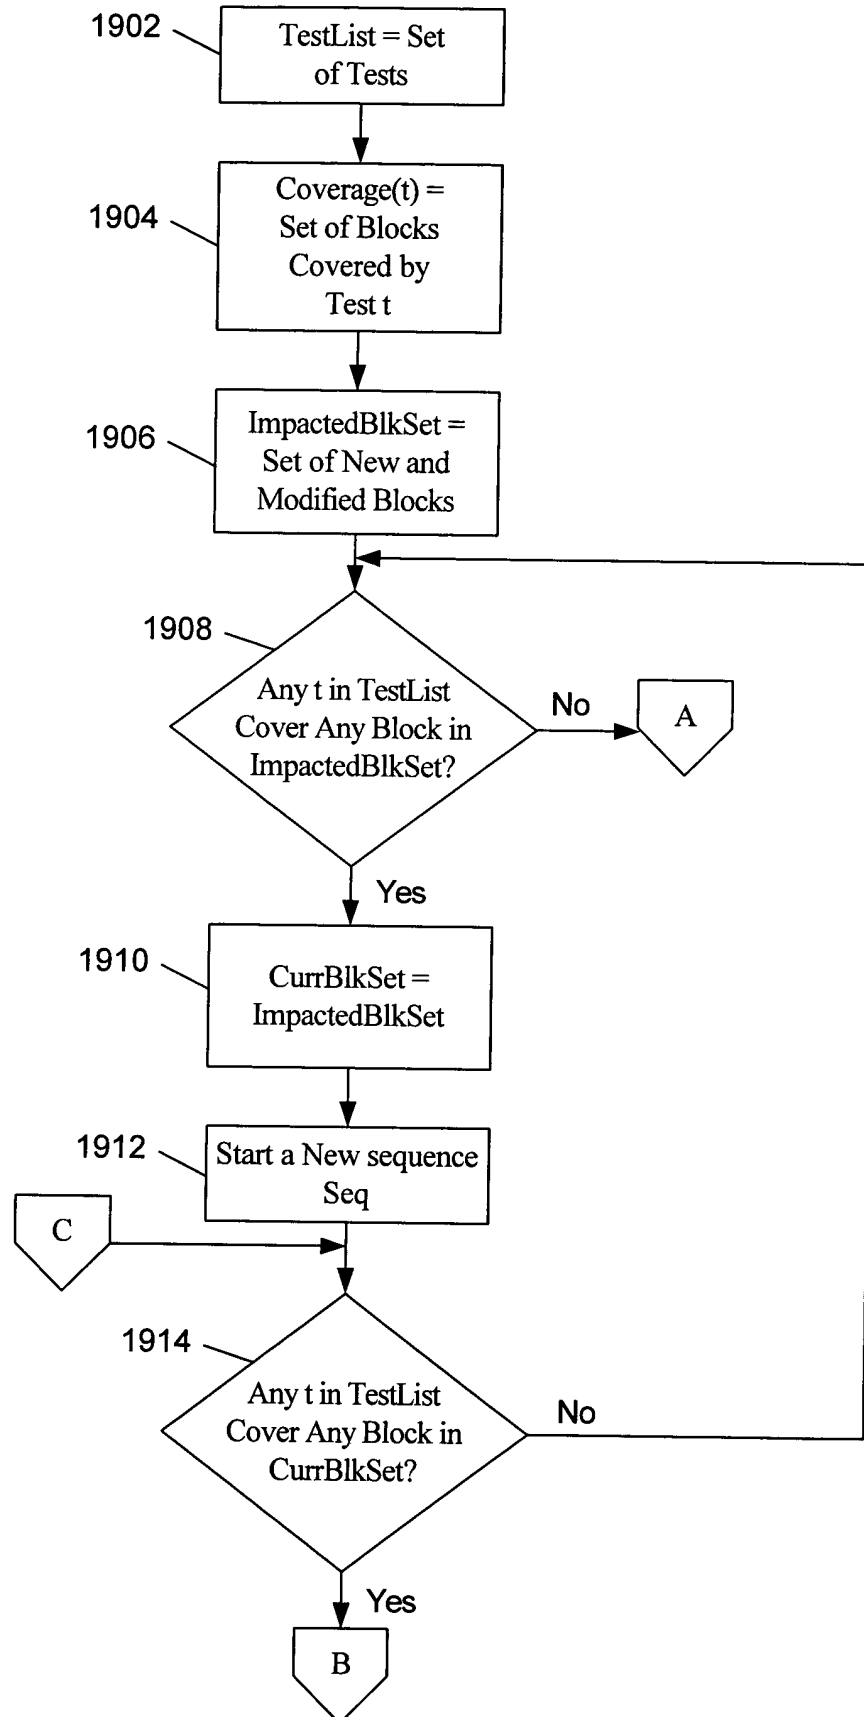 1902
TestList = Set
of Tests
1904
Coverage(t) =
Set of Blocks
Covered by
Test t
1906
ImpactedBlkSet =
Set of New and
Modified Blocks
1908
Any t in TestList
Cover Any Block in
ImpactedBlkSet?
No
A
Yes
1910
CurrBlkSet =
ImpactedBlkSet
1912
Start a New sequence
Seq
C
1914
Any t in TestList
Cover Any Block in
CurrBlkSet?
No
Yes
B